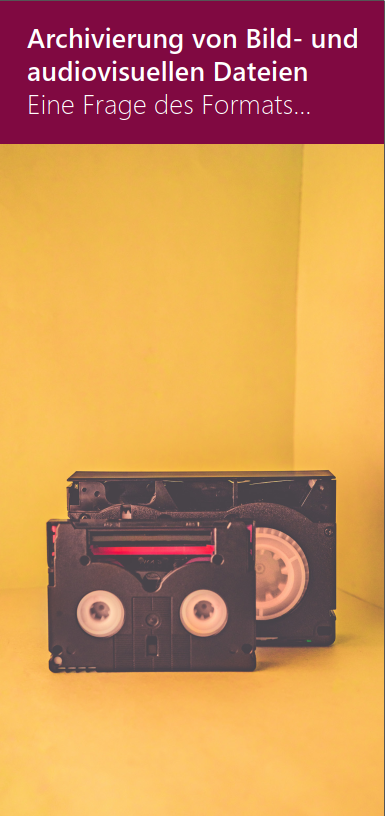 Archivierung von Bild- und
audiovisuellen Dateien
Eine Frage des Formats...